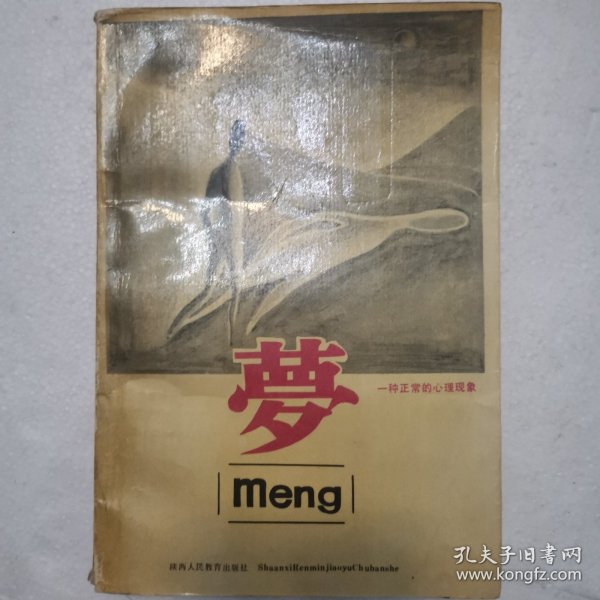 夢
一种正常的心理现象
meng
陕西人民教育出版社 ShaanxiRenminjiaoyuChubanshe
孔夫子旧书网
www.kongfz.com